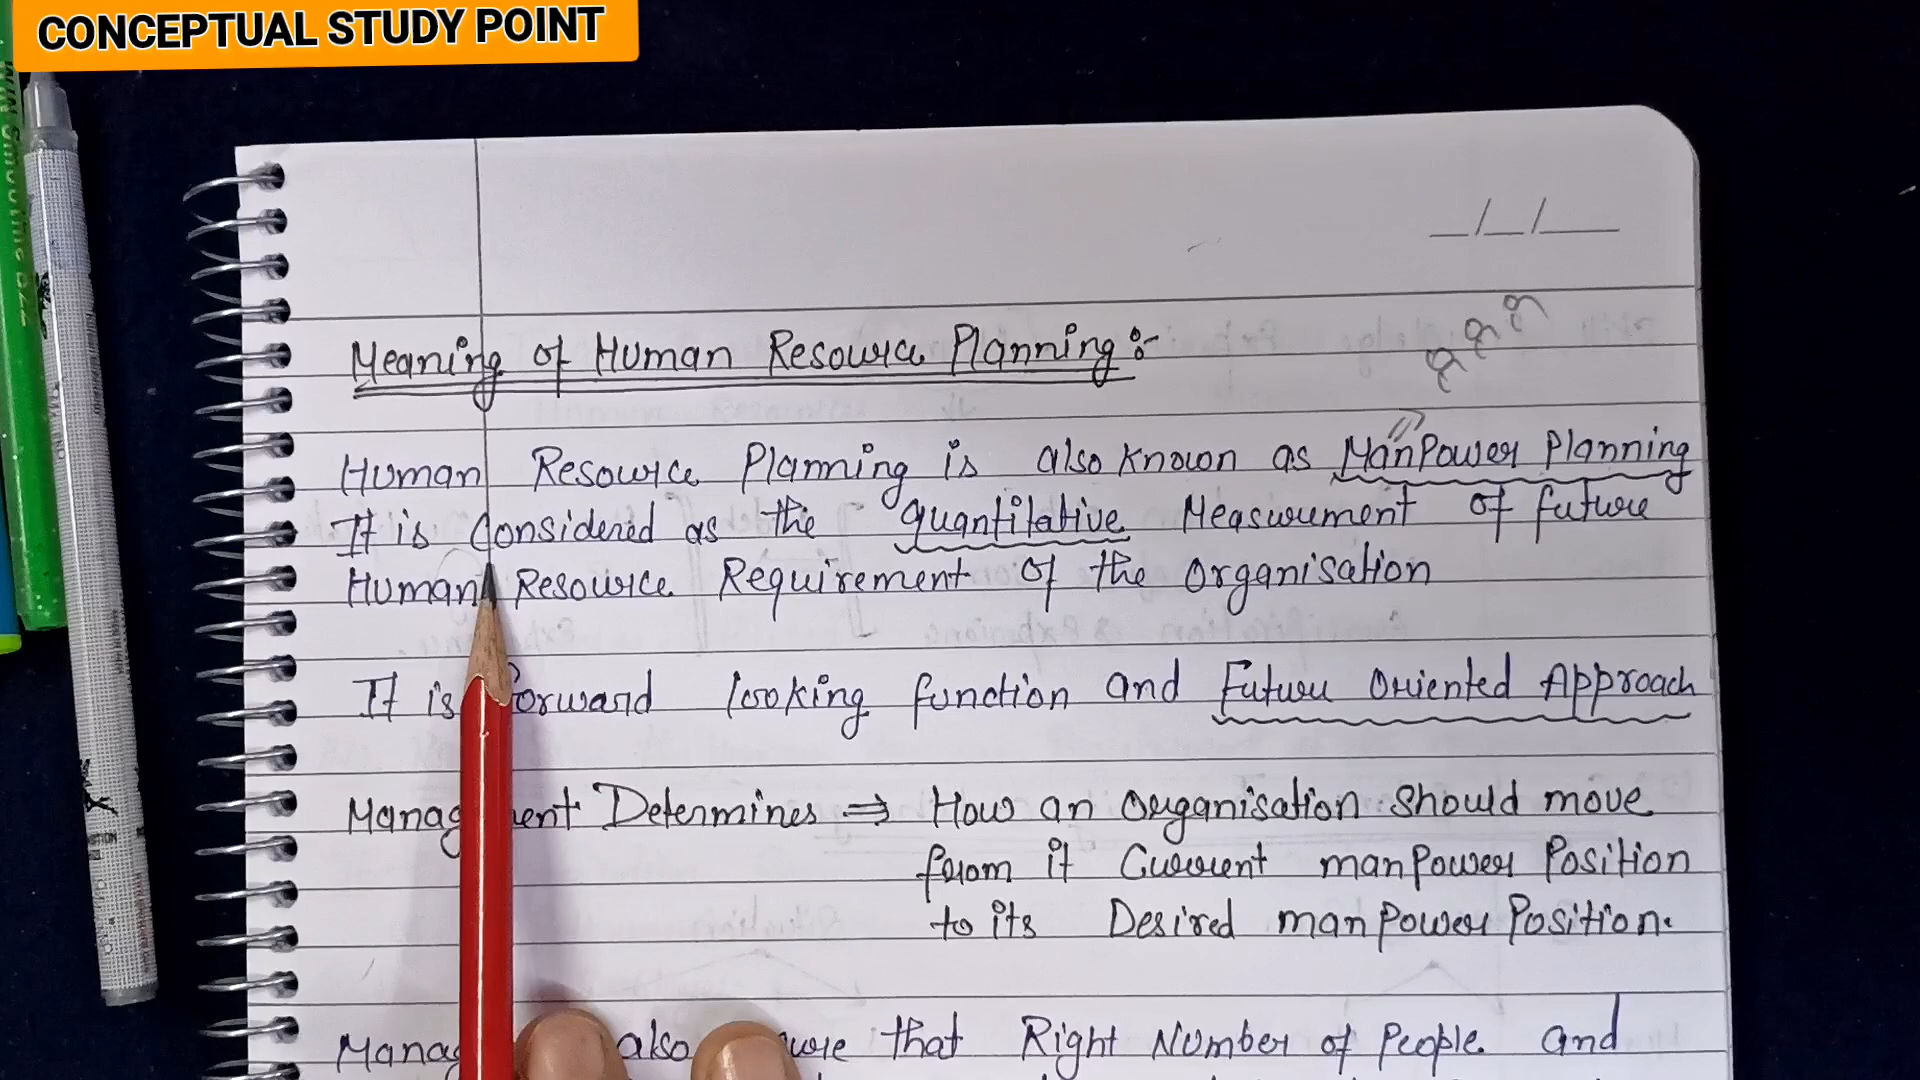 CONCEPTUAL STUDY POINT
_/_/___
Meaning of Human Resource Planning :-
Human Resource Planning is also known as ManPower Planning
It is Considered as the quantitative Measurement of future
Human Resource Requirement of the Organisation
It is forward looking function and Future Oriented Approach
Management Determines ⇒ How an Organisation Should move
from it Current manpower Position
to its Desired manpower Position.
also that Right Number of People and